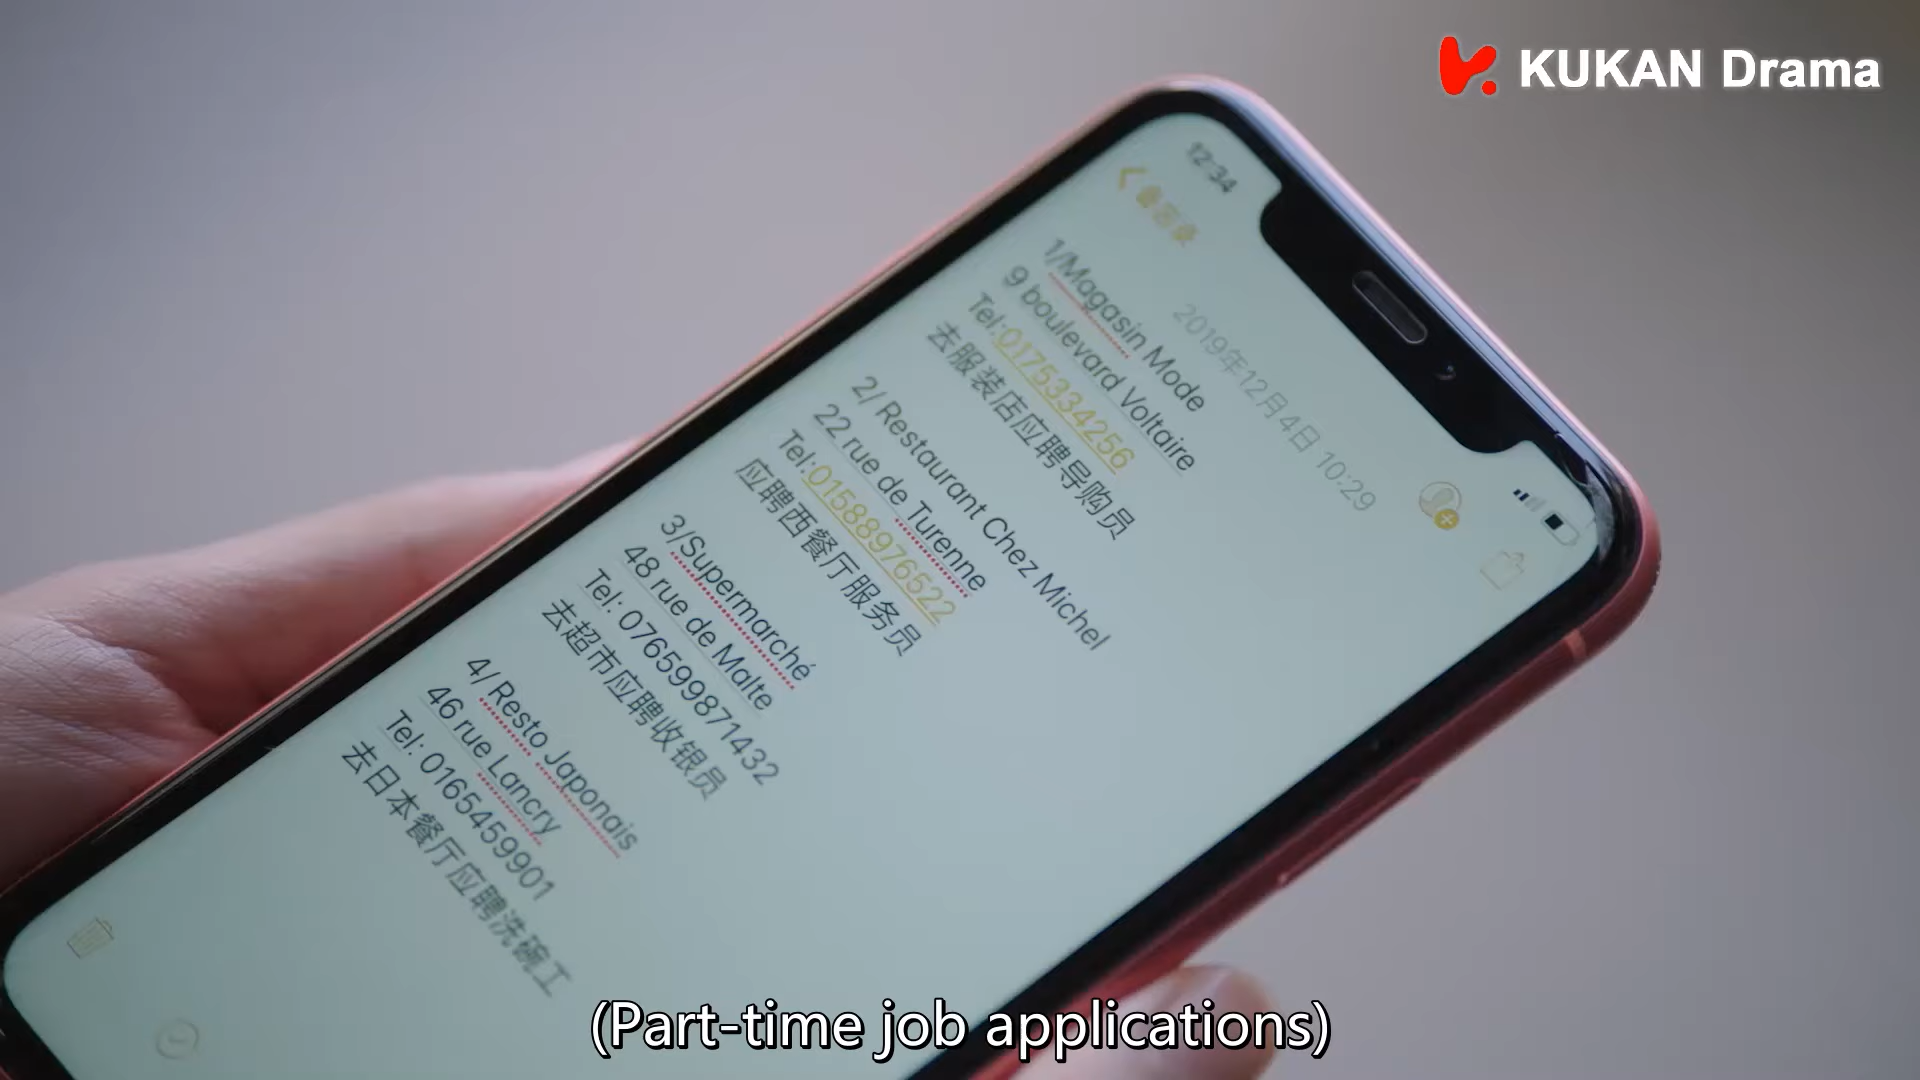 KUKAN Drama
12:34
2019年12月4日 10:29
1/Magasin Mode
9 boulevard Voltaire
Tel:0175334256
去服装店应聘导购员
2/ Restaurant Chez Michel
22 rue de Turenne
Tel:01588976522
应聘西餐厅服务员
3/Supermarché
48 rue de Malte
Tel: 076599871432
去超市应聘收银员
4/ Resto Japonais
46 rue Lancry
Tel: 0165459901
去日本餐厅应聘洗碗工
(Part-time job applications)